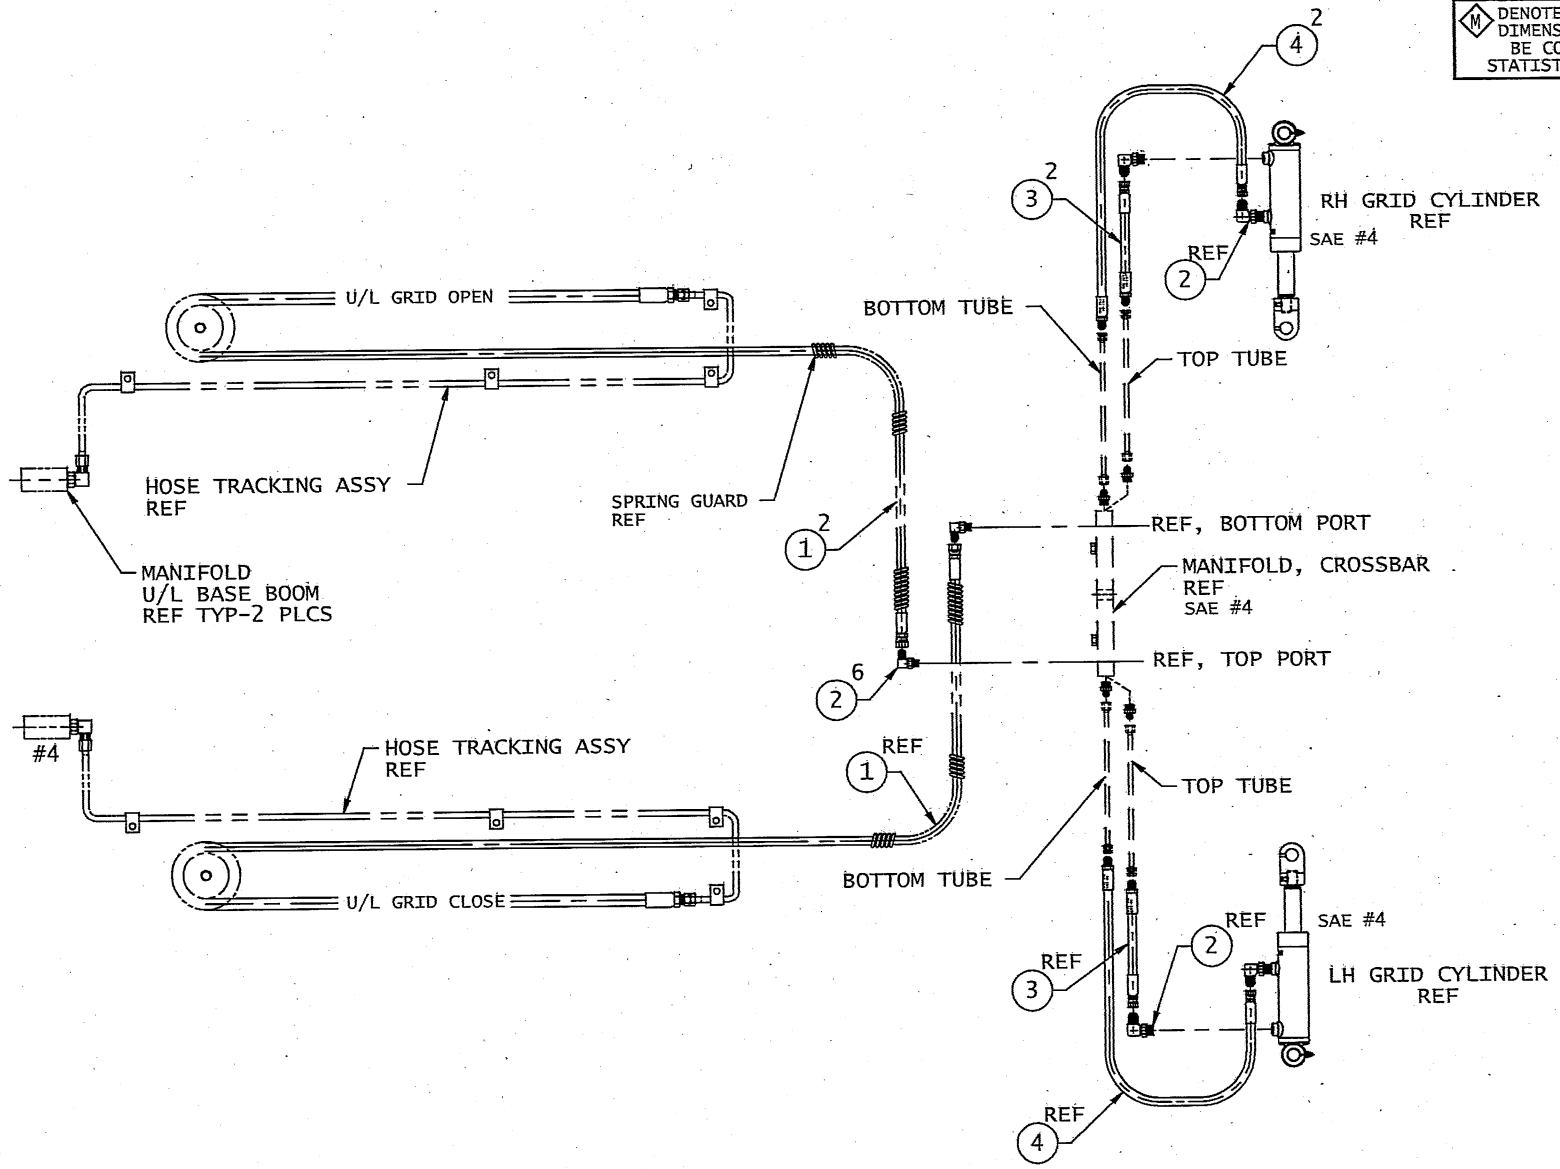 M DENOTE
DIMENS
BE CO
STATIST
2
4
2
3
RH GRID CYLINDER
REF
SAE #4
REF
2
U/L GRID OPEN
BOTTOM TUBE
TOP TUBE
HOSE TRACKING ASSY
REF
SPRING GUARD
REF
2
1
REF, BOTTOM PORT
MANIFOLD
U/L BASE BOOM
REF TYP-2 PLCS
MANIFOLD, CROSSBAR
REF
SAE #4
REF, TOP PORT
6
2
#4
HOSE TRACKING ASSY
REF
REF
1
TOP TUBE
BOTTOM TUBE
U/L GRID CLOSE
REF
2
SAE #4
REF
3
LH GRID CYLINDER
REF
REF
4